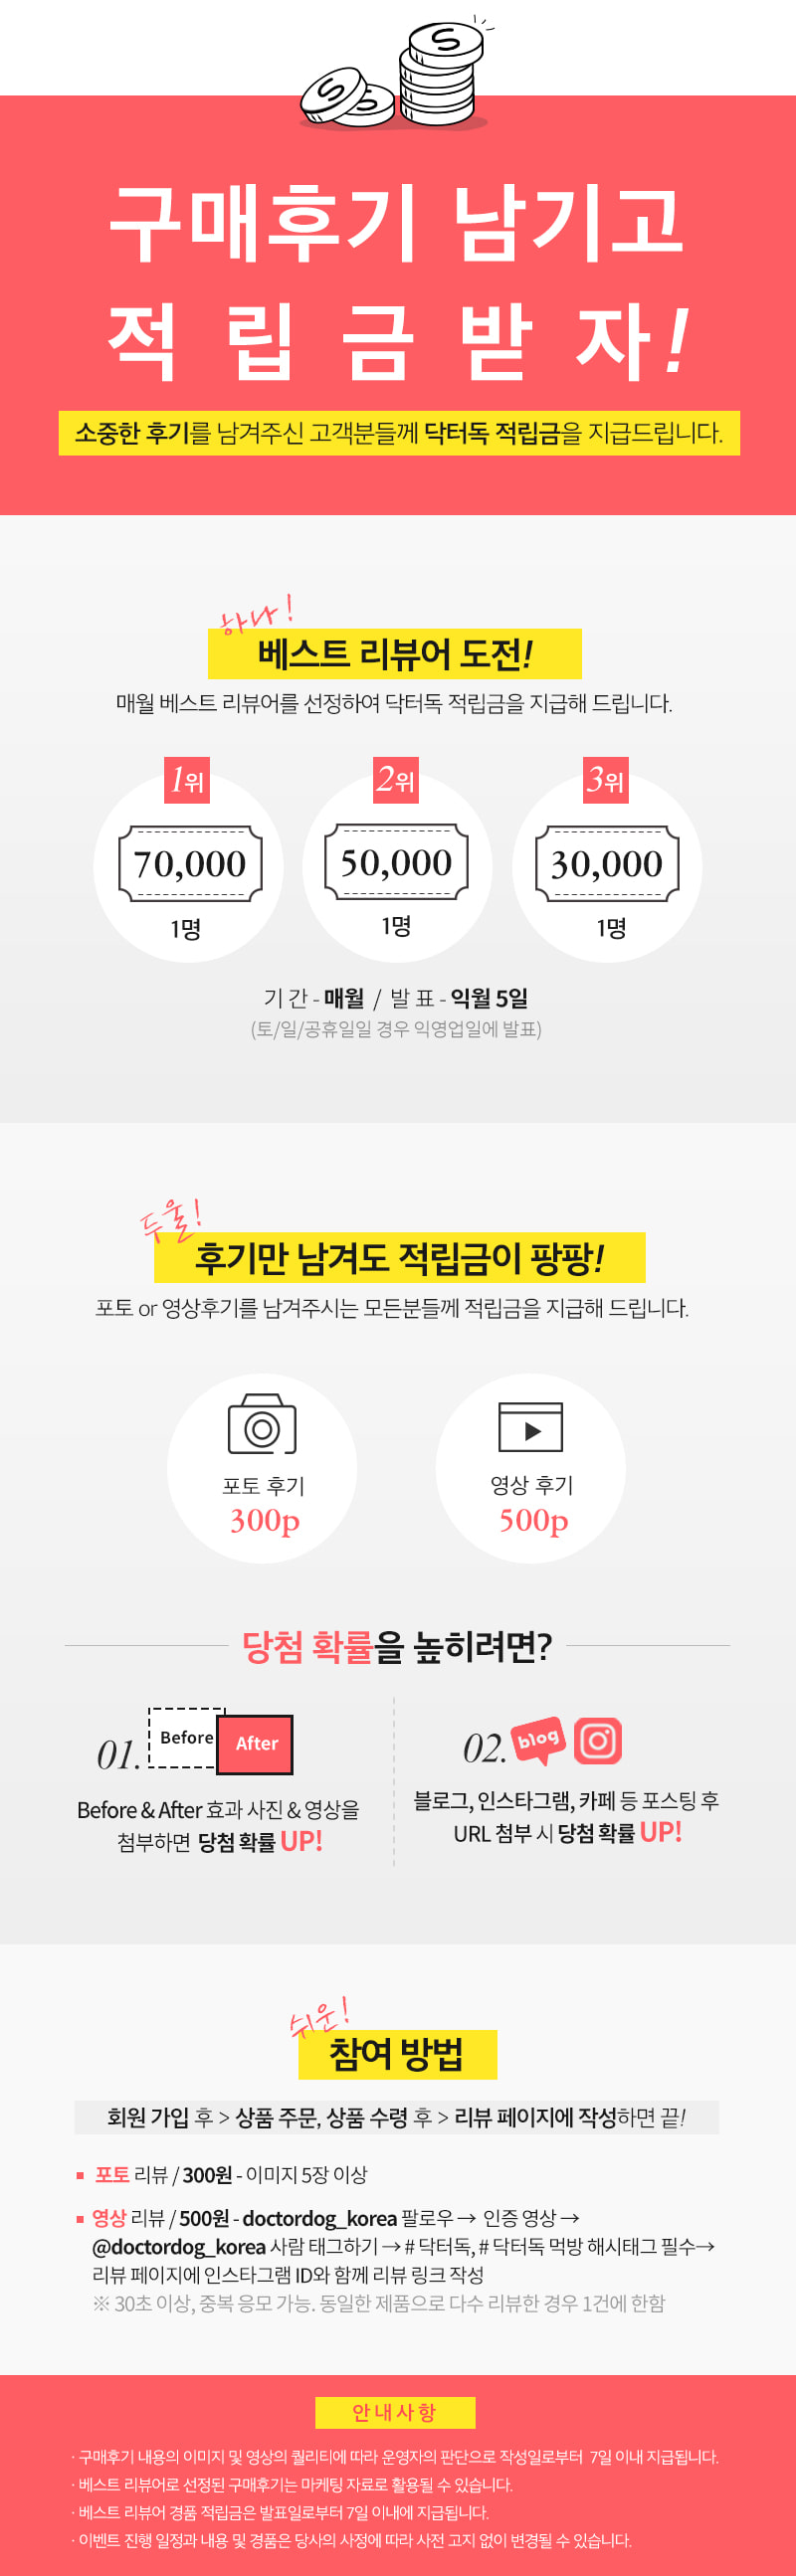 구매후기 남기고
적립금받자!
소중한 후기를 남겨주신 고객분들께 닥터독 적립금을 지급드립니다.
하나!
베스트 리뷰어 도전!
매월 베스트 리뷰어를 선정하여 닥터독 적립금을 지급해 드립니다.
1위 2위 3위
70,000 50,000 30,000
1명 1명 1명
기 간 - 매월 / 발 표 - 익월 5일
(토/일/공휴일일 경우 익영업일에 발표)
두울!
후기만 남겨도 적립금이 팡팡!
포토 or 영상후기를 남겨주시는 모든분들께 적립금을 지급해 드립니다.
포토 후기 영상 후기
300p 500p
당첨 확률을 높히려면?
01. Before After
Before & After 효과 사진 & 영상을
첨부하면 당첨 확률 UP!
02. blog
블로그, 인스타그램, 카페 등 포스팅 후
URL 첨부 시 당첨 확률 UP!
쉬운!
참여 방법
회원 가입 후 > 상품 주문, 상품 수령 후 > 리뷰 페이지에 작성하면 끝!
포토 리뷰 / 300원 - 이미지 5장 이상
영상 리뷰 / 500원 - doctordog_korea 팔로우 → 인증 영상 →
@doctordog_korea 사람 태그하기 → # 닥터독, # 닥터독 먹방 해시태그 필수→
리뷰 페이지에 인스타그램 ID와 함께 리뷰 링크 작성
※ 30초 이상, 중복 응모 가능. 동일한 제품으로 다수 리뷰한 경우 1건에 한함
안내사항
· 구매후기 내용의 이미지 및 영상의 퀄리티에 따라 운영자의 판단으로 작성일로부터 7일 이내 지급됩니다.
· 베스트 리뷰어로 선정된 구매후기는 마케팅 자료로 활용될 수 있습니다.
· 베스트 리뷰어 경품 적립금은 발표일로부터 7일 이내에 지급됩니다.
· 이벤트 진행 일정과 내용 및 경품은 당사의 사정에 따라 사전 고지 없이 변경될 수 있습니다.